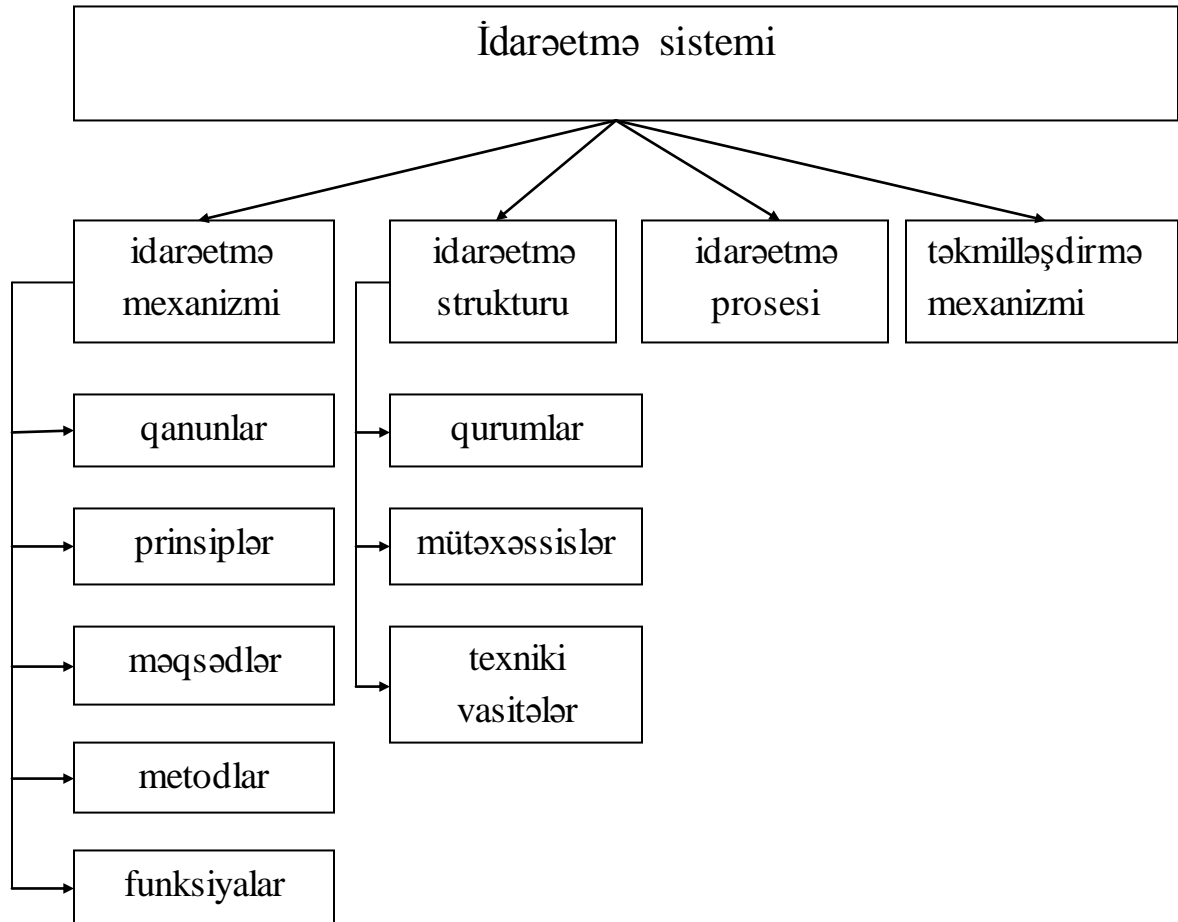 İdarəetmə sistemi
idarəetmə
mexanizmi
idarəetmə
strukturu
idarəetmə
prosesi
təkmilləşdirmə
mexanizmi
qanunlar
qurumlar
prinsiplər
mütəxəssislər
məqsədlər
texniki
vasitələr
metodlar
funksiyalar